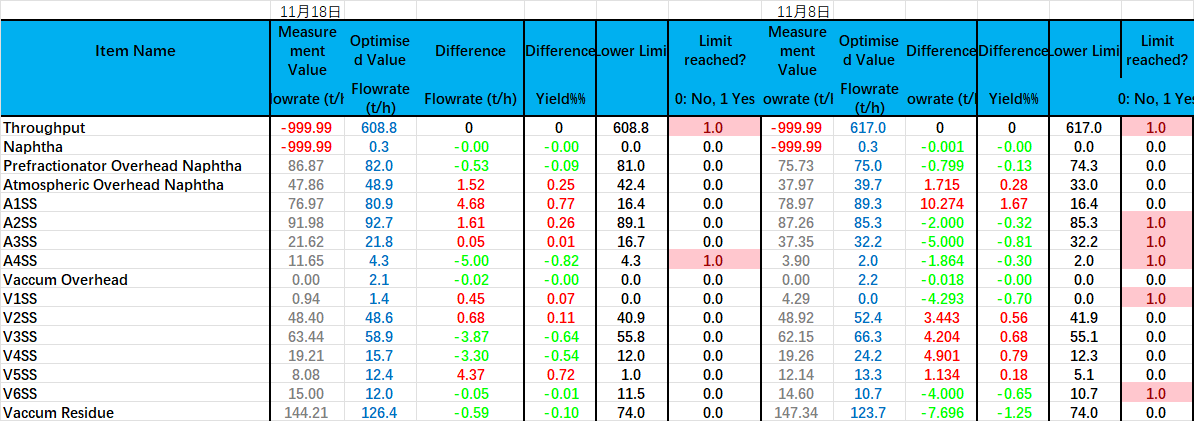 11月18日 11月8日
Item Name Measurement Value Optimised Value Difference Difference Lower Limi Limit reached? Measurement Value Optimised Value Difference Difference Lower Limi Limit reached?
lowrate (t/h Flowrate (t/h) Flowrate (t/h) Yield%% 0: No, 1 Yes owrate (t/h Flowrate (t/h) owrate (t/h Yield%% 0: No, 1 Yes
Throughput -999.99 608.8 0 0 608.8 1.0 -999.99 617.0 0 0 617.0 1.0
Naphtha -999.99 0.3 -0.00 -0.00 0.0 0.0 -999.99 0.3 -0.001 -0.00 0.0 0.0
Prefractionator Overhead Naphtha 86.87 82.0 -0.53 -0.09 81.0 0.0 75.73 75.0 -0.799 -0.13 74.3 0.0
Atmospheric Overhead Naphtha 47.86 48.9 1.52 0.25 42.4 0.0 37.97 39.7 1.715 0.28 33.0 0.0
A1SS 76.97 80.9 4.68 0.77 16.4 0.0 78.97 89.3 10.274 1.67 16.4 0.0
A2SS 91.98 92.7 1.61 0.26 89.1 0.0 87.26 85.3 -2.000 -0.32 85.3 1.0
A3SS 21.62 21.8 0.05 0.01 16.7 0.0 37.35 32.2 -5.000 -0.81 32.2 1.0
A4SS 11.65 4.3 -5.00 -0.82 4.3 1.0 3.90 2.0 -1.864 -0.30 2.0 1.0
Vaccum Overhead 0.00 2.1 -0.02 -0.00 0.0 0.0 0.00 2.2 -0.018 -0.00 0.0 0.0
V1SS 0.94 1.4 0.45 0.07 0.0 0.0 4.29 0.0 -4.293 -0.70 0.0 1.0
V2SS 48.40 48.6 0.68 0.11 40.9 0.0 48.92 52.4 3.443 0.56 41.9 0.0
V3SS 63.44 58.9 -3.87 -0.64 55.8 0.0 62.15 66.3 4.204 0.68 55.1 0.0
V4SS 19.21 15.7 -3.30 -0.54 12.0 0.0 19.26 24.2 4.901 0.79 12.3 0.0
V5SS 8.08 12.4 4.37 0.72 1.0 0.0 12.14 13.3 1.134 0.18 5.1 0.0
V6SS 15.00 12.0 -0.05 -0.01 11.5 0.0 14.60 10.7 -4.000 -0.65 10.7 1.0
Vaccum Residue 144.21 126.4 -0.59 -0.10 74.0 0.0 147.34 123.7 -7.696 -1.25 74.0 0.0